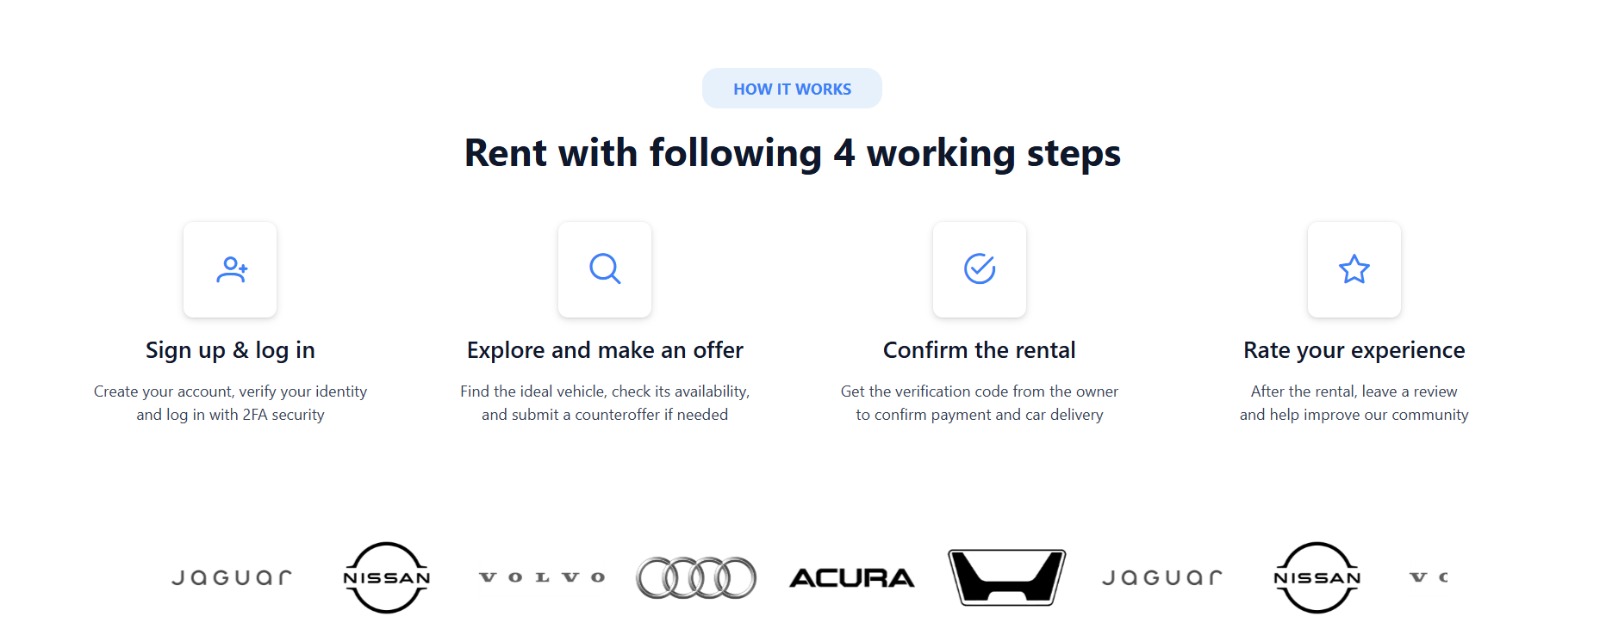 HOW IT WORKS
Rent with following 4 working steps
Sign up & log in
Create your account, verify your identity
and log in with 2FA security
Explore and make an offer
Find the ideal vehicle, check its availability,
and submit a counteroffer if needed
Confirm the rental
Get the verification code from the owner
to confirm payment and car delivery
Rate your experience
After the rental, leave a review
and help improve our community
JAGUAR NISSAN VOLVO ACURA JAGUAR NISSAN